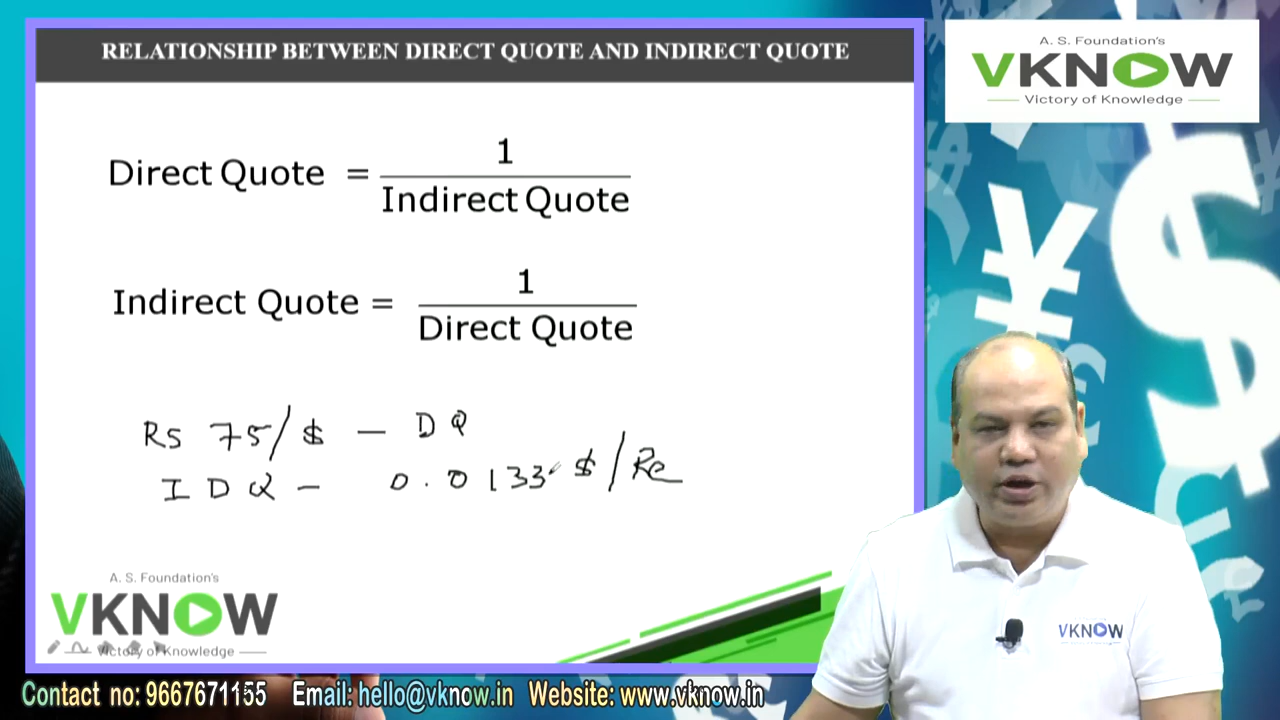 RELATIONSHIP BETWEEN DIRECT QUOTE AND INDIRECT QUOTE
A. S. Foundation's
VKNOW
Victory of Knowledge
Direct Quote = 1
Indirect Quote
Indirect Quote = 1
Direct Quote
Rs 75/$ — DQ
IDQ — 0.0133 $/Re
VKNOW
A. S. Foundation's
VKNOW
Victory of Knowledge
Contact no: 9667671155 Email: hello@vknow.in Website: www.vknow.in